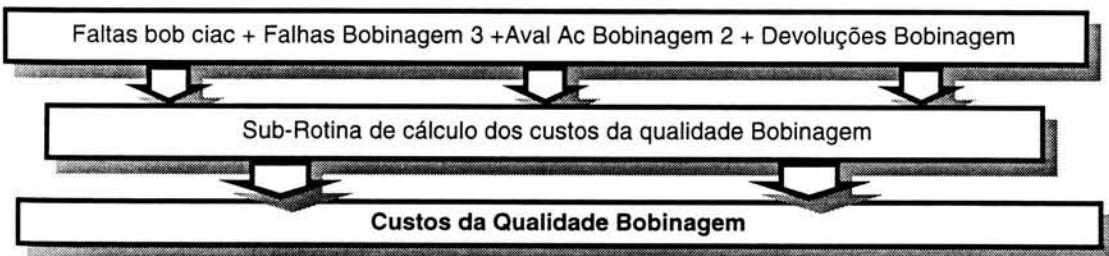 Faltas bob ciac + Falhas Bobinagem 3 +Aval Ac Bobinagem 2 + Devoluções Bobinagem
Sub-Rotina de cálculo dos custos da qualidade Bobinagem
Custos da Qualidade Bobinagem